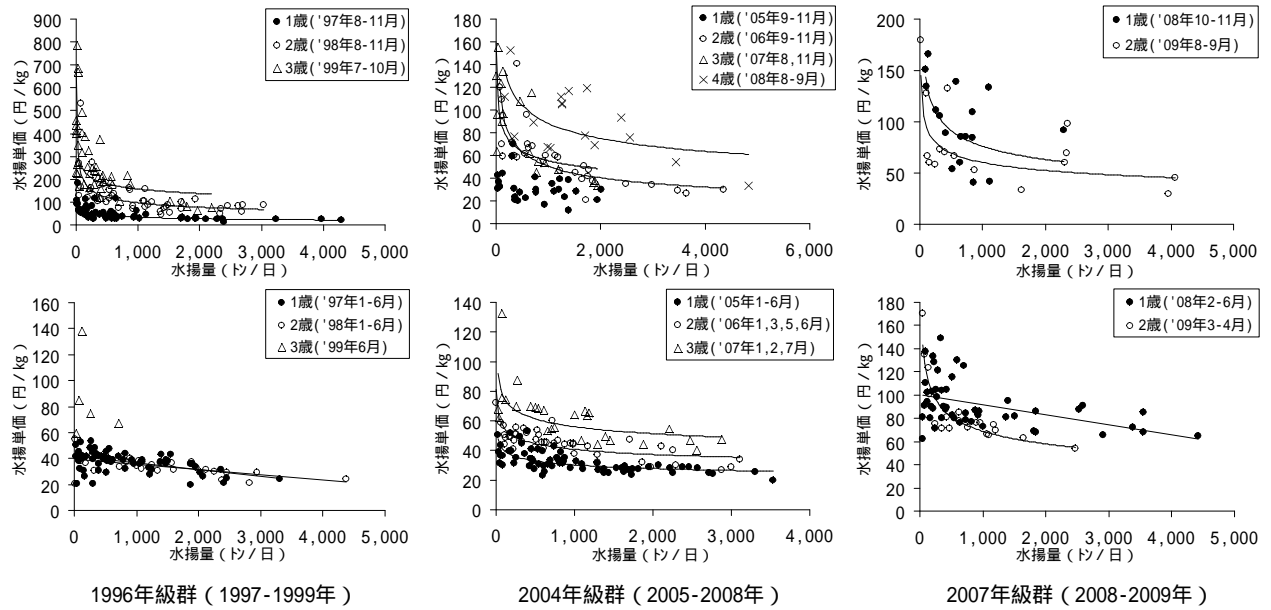 900
800
700
600
500
400
300
200
100
0
水揚単価(円/kg)
1歳('97年8-11月)
2歳('98年8-11月)
3歳('99年7-10月)
0 1,000 2,000 3,000 4,000 5,000
水揚量(トン/日)
180
160
140
120
100
80
60
40
20
0
水揚単価(円/kg)
1歳('05年9-11月)
2歳('06年9-11月)
3歳('07年8,11月)
4歳('08年8-9月)
0 2,000 4,000 6,000
水揚量(トン/日)
200
150
100
50
0
水揚単価(円/kg)
1歳('08年10-11月)
2歳('09年8-9月)
0 1,000 2,000 3,000 4,000 5,000
水揚量(トン/日)
160
140
120
100
80
60
40
20
0
水揚単価(円/kg)
1歳('97年1-6月)
2歳('98年1-6月)
3歳('99年6月)
0 1,000 2,000 3,000 4,000 5,000
水揚量(トン/日)
140
120
100
80
60
40
20
0
水揚単価(円/kg)
1歳('05年1-6月)
2歳('06年1,3,5,6月)
3歳('07年1,2,7月)
0 1,000 2,000 3,000 4,000
水揚量(トン/日)
180
160
140
120
100
80
60
40
20
0
水揚単価(円/kg)
1歳('08年2-6月)
2歳('09年3-4月)
0 1,000 2,000 3,000 4,000 5,000
水揚量(トン/日)
1996年級群(1997-1999年)
2004年級群(2005-2008年)
2007年級群(2008-2009年)